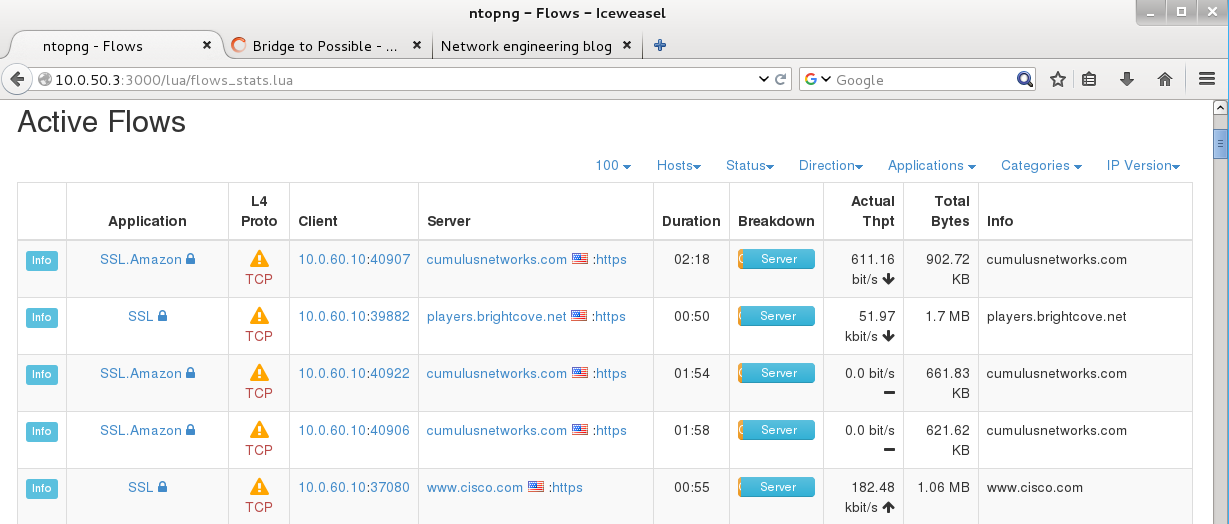 ntopng - Flows - Iceweasel
ntopng - Flows
Bridge to Possible - ...
Network engineering blog
10.0.50.3:3000/lua/flows_stats.lua
Google
Active Flows
100 Hosts Status Direction Applications Categories IP Version
Application L4 Proto Client Server Duration Breakdown Actual Thpt Total Bytes Info
Info SSL.Amazon TCP 10.0.60.10:40907 cumulusnetworks.com :https 02:18 Server 611.16 bit/s 902.72 KB cumulusnetworks.com
Info SSL TCP 10.0.60.10:39882 players.brightcove.net :https 00:50 Server 51.97 kbit/s 1.7 MB players.brightcove.net
Info SSL.Amazon TCP 10.0.60.10:40922 cumulusnetworks.com :https 01:54 Server 0.0 bit/s 661.83 KB cumulusnetworks.com
Info SSL.Amazon TCP 10.0.60.10:40906 cumulusnetworks.com :https 01:58 Server 0.0 bit/s 621.62 KB cumulusnetworks.com
Info SSL TCP 10.0.60.10:37080 www.cisco.com :https 00:55 Server 182.48 kbit/s 1.06 MB www.cisco.com